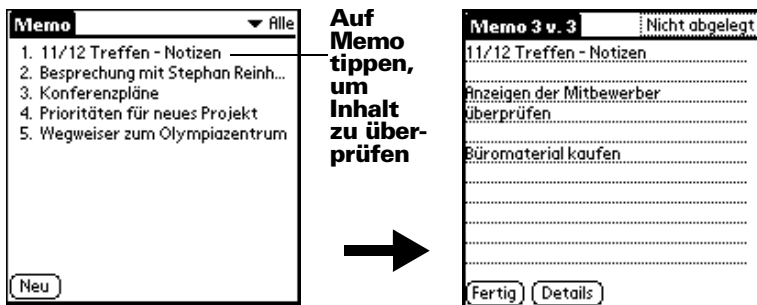 Memo
Alle
1. 11/12 Treffen - Notizen
2. Besprechung mit Stephan Reinh...
3. Konferenzpläne
4. Prioritäten für neues Projekt
5. Wegweiser zum Olympiazentrum
Neu
Auf
Memo
tippen,
um
Inhalt
zu über-
prüfen
Memo 3 v. 3
Nicht abgelegt
11/12 Treffen - Notizen
Anzeigen der Mitbewerber
überprüfen
Büromaterial kaufen
Fertig
Details